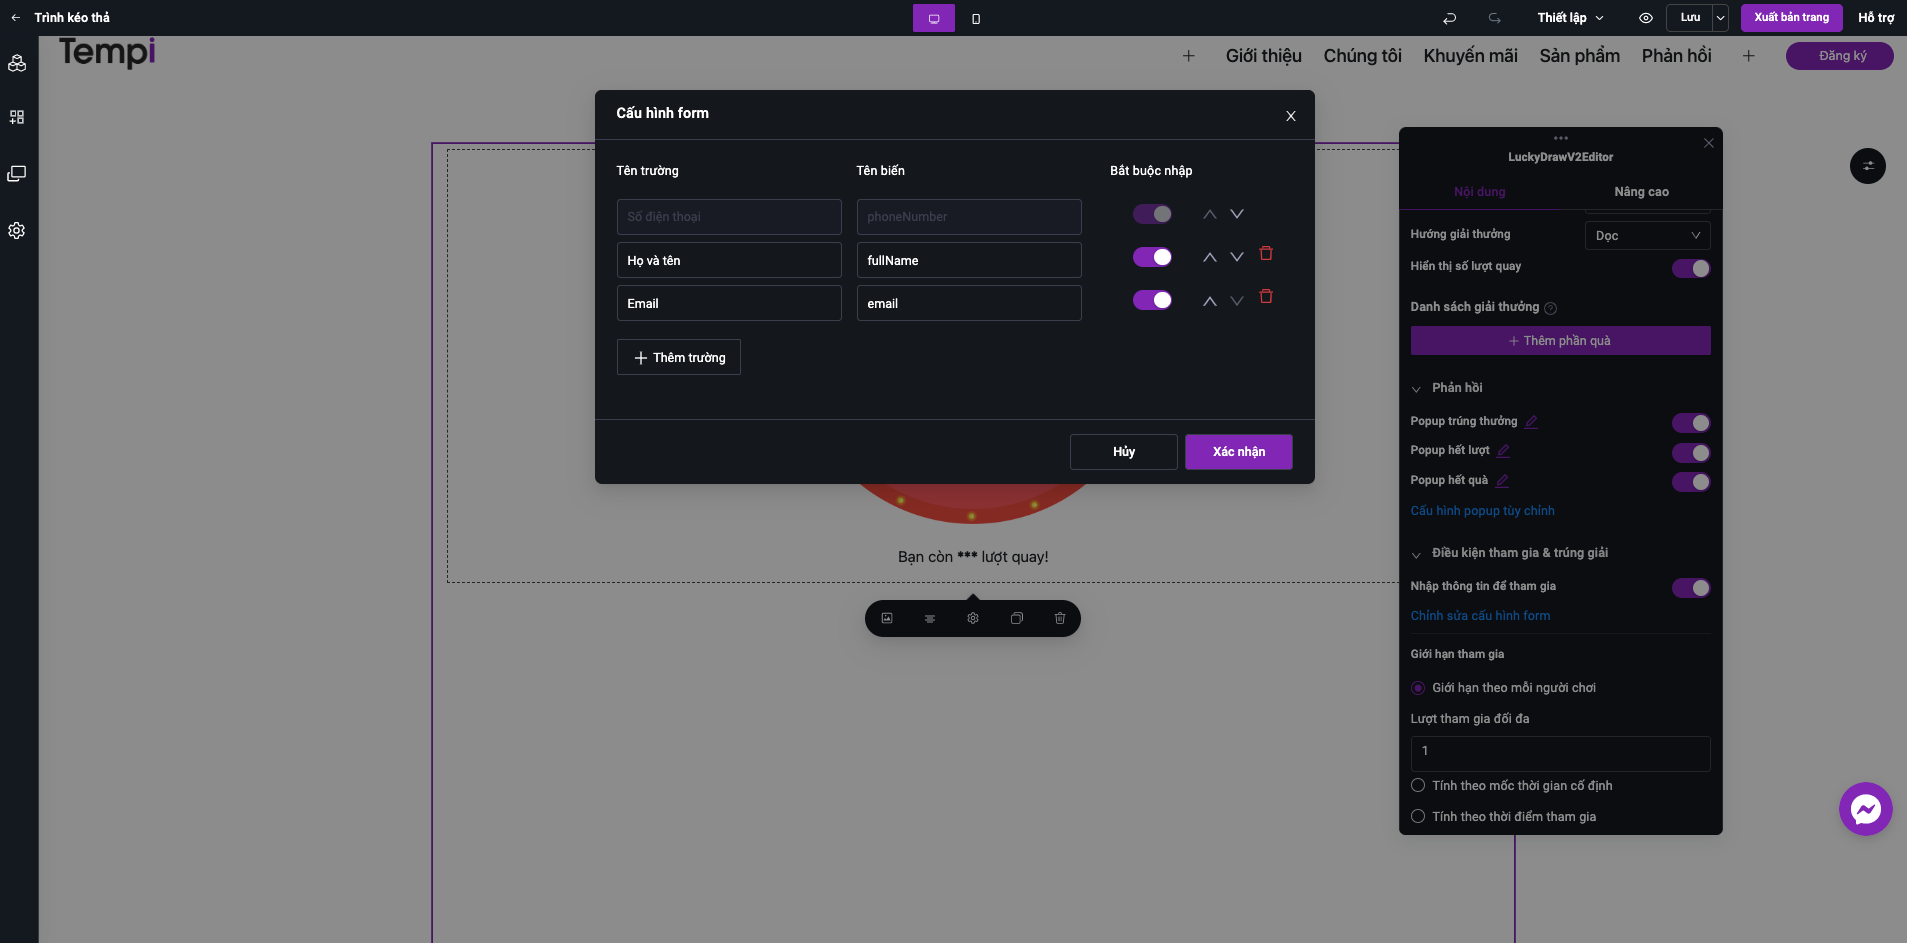 Trình kéo thả
Thiết lập
Lưu
Xuất bản trang
Hỗ trợ
Tempi
Giới thiệu
Chúng tôi
Khuyến mãi
Sản phẩm
Phản hồi
Đăng ký
Cấu hình form
Tên trường
Tên biến
Bắt buộc nhập
Số điện thoại
phoneNumber
Họ và tên
fullName
Email
email
Thêm trường
Hủy
Xác nhận
Bạn còn *** lượt quay!
LuckyDrawV2Editor
Nội dung
Nâng cao
Hướng giải thưởng
Dọc
Hiển thị số lượt quay
Danh sách giải thưởng
Thêm phần quà
Phản hồi
Popup trúng thưởng
Popup hết lượt
Popup hết quà
Cấu hình popup tùy chỉnh
Điều kiện tham gia & trúng giải
Nhập thông tin để tham gia
Chỉnh sửa cấu hình form
Giới hạn tham gia
Giới hạn theo mỗi người chơi
Lượt tham gia đối đa
1
Tính theo mốc thời gian cố định
Tính theo thời điểm tham gia